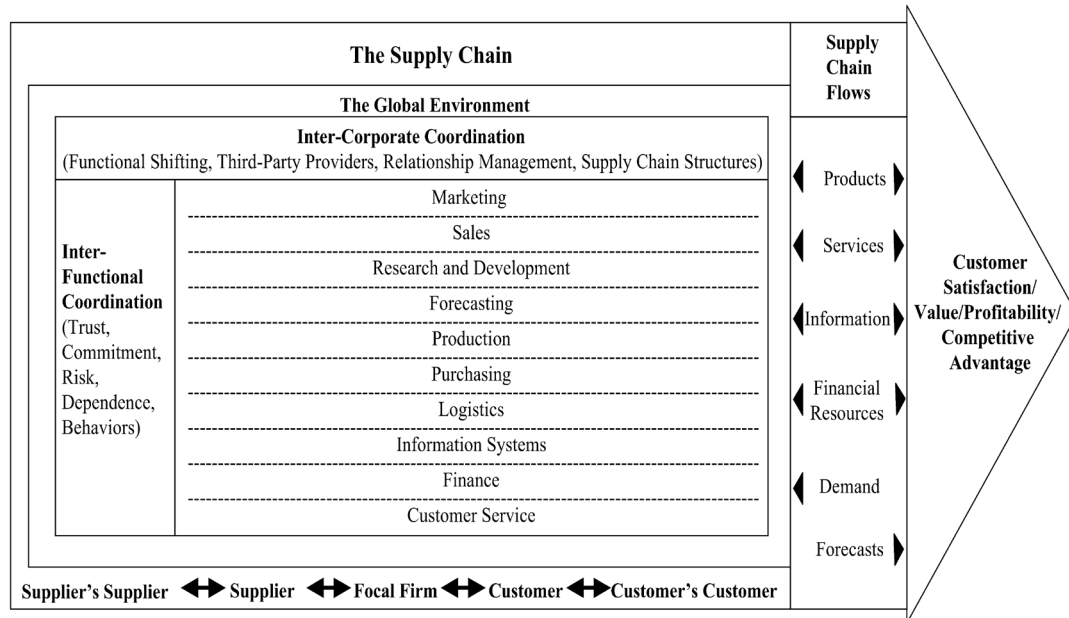 The Supply Chain
Supply
Chain
Flows
The Global Environment
Inter-Corporate Coordination
(Functional Shifting, Third-Party Providers, Relationship Management, Supply Chain Structures)
Inter-
Functional
Coordination
(Trust,
Commitment,
Risk,
Dependence,
Behaviors)
Marketing
Sales
Research and Development
Forecasting
Production
Purchasing
Logistics
Information Systems
Finance
Customer Service
Products
Services
Information
Financial
Resources
Demand
Forecasts
Customer
Satisfaction/
Value/Profitability/
Competitive
Advantage
Supplier's Supplier Supplier Focal Firm Customer Customer's Customer